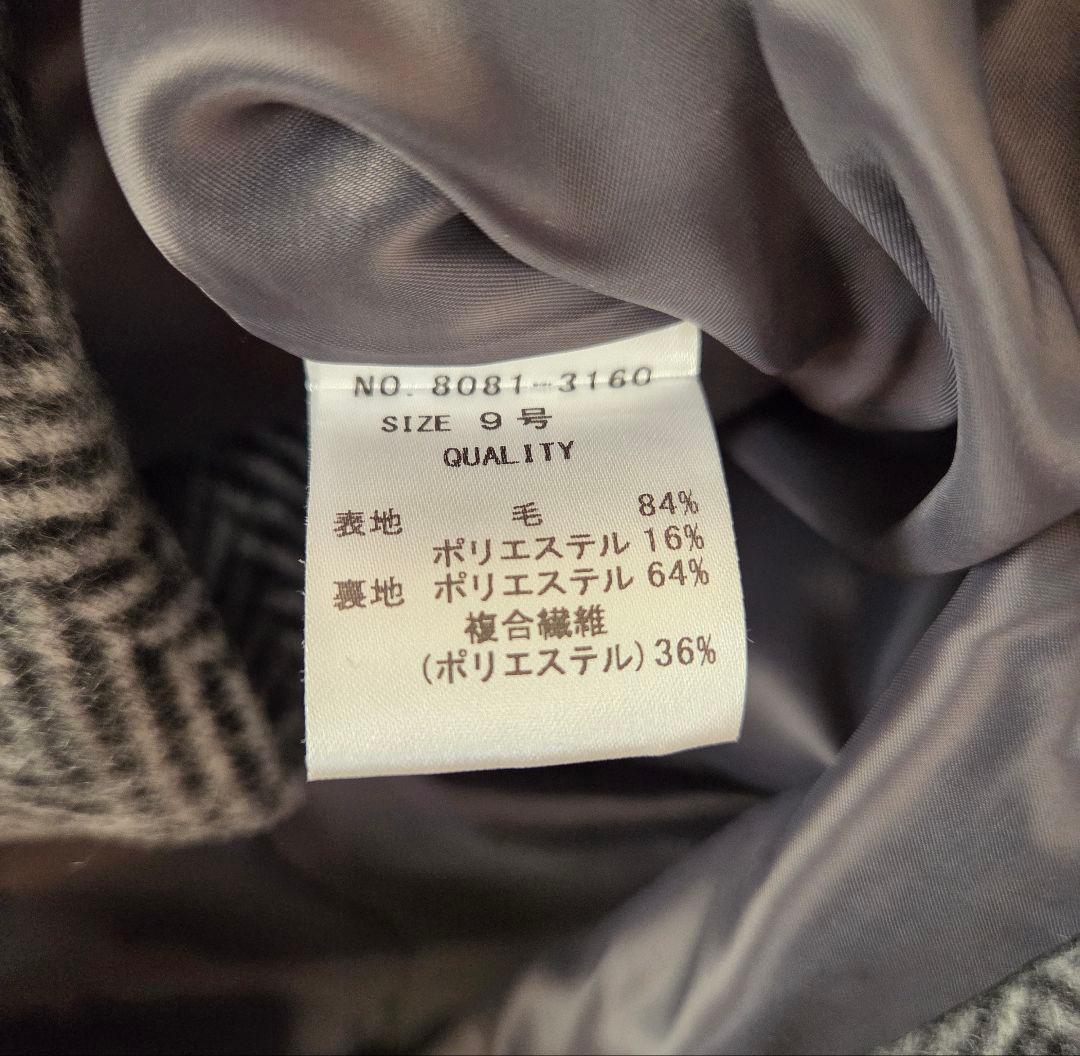 NO. 8081-3160
SIZE 9号
QUALITY
表地 毛 84%
ポリエステル 16%
裏地 ポリエステル 64%
複合繊維
(ポリエステル) 36%